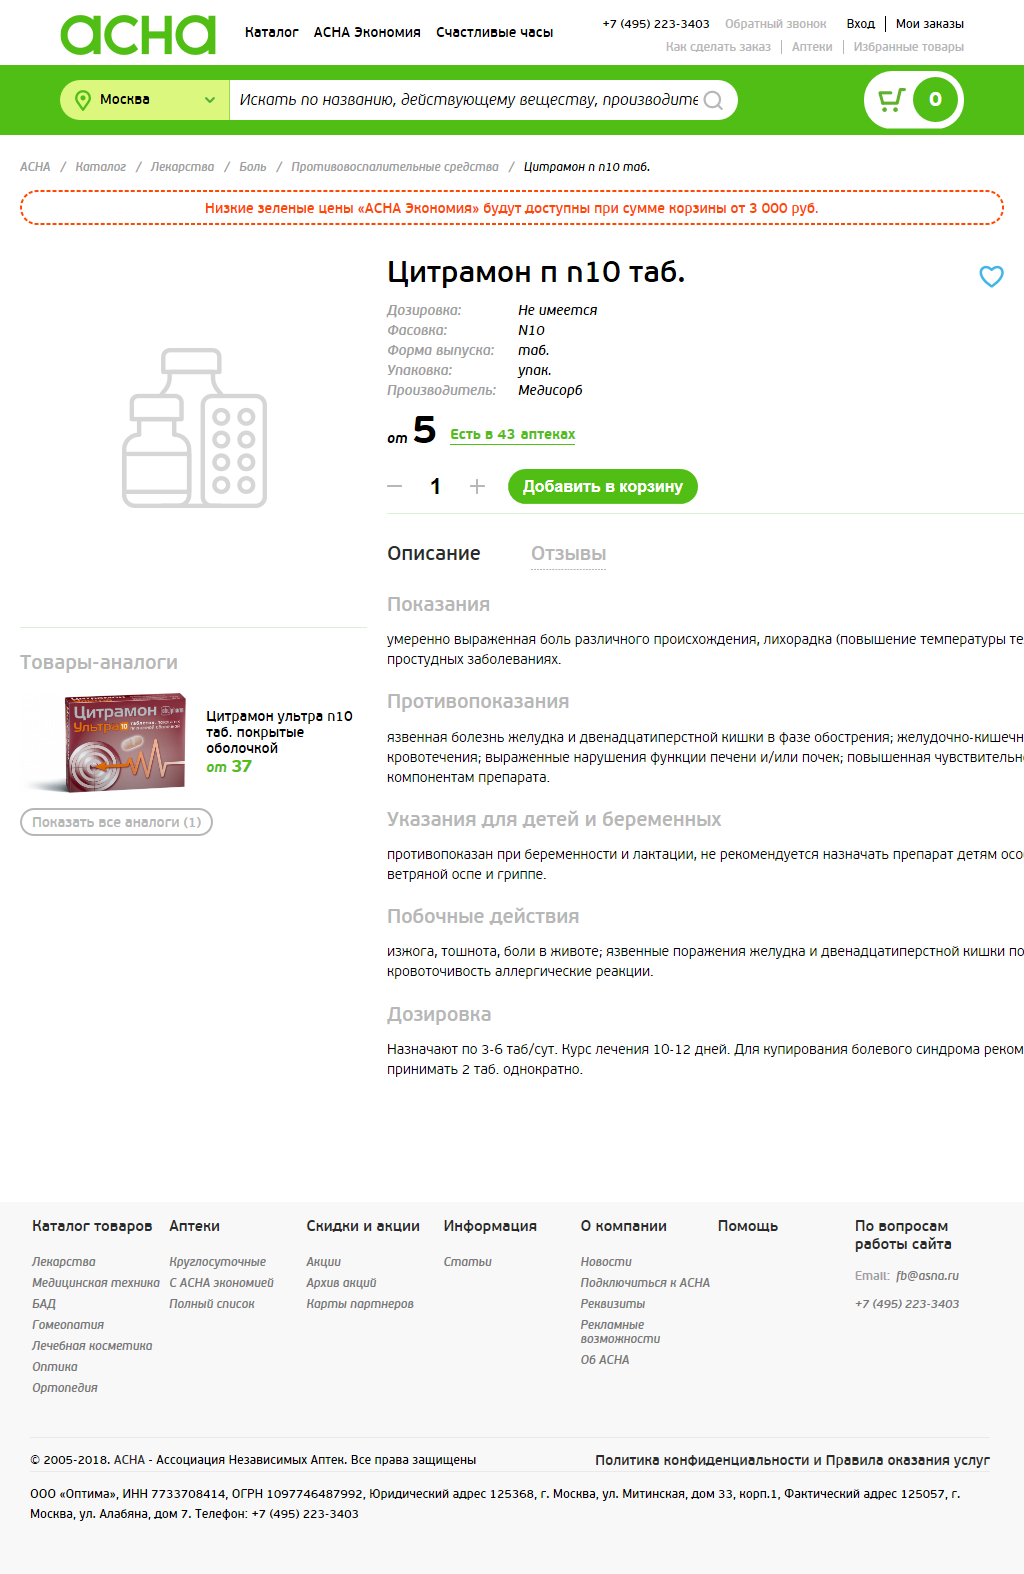 асна
Каталог АСНА Экономия Счастливые часы
+7 (495) 223-3403 Обратный звонок Вход Мои заказы
Как сделать заказ Аптеки Избранные товары
Москва
Искать по названию, действующему веществу, производите
0
АСНА / Каталог / Лекарства / Боль / Противовоспалительные средства / Цитрамон п n10 таб.
Низкие зеленые цены «АСНА Экономия» будут доступны при сумме корзины от 3 000 руб.
Цитрамон п n10 таб.
Дозировка: Не имеется
Фасовка: N10
Форма выпуска: таб.
Упаковка: упак.
Производитель: Медисорб
от 5 Есть в 43 аптеках
1
Добавить в корзину
Описание Отзывы
Показания
умеренно выраженная боль различного происхождения, лихорадка (повышение температуры те
простудных заболеваниях.
Противопоказания
язвенная болезнь желудка и двенадцатиперстной кишки в фазе обострения; желудочно-кишечн
кровотечения; выраженные нарушения функции печени и/или почек; повышенная чувствительно
компонентам препарата.
Указания для детей и беременных
противопоказан при беременности и лактации, не рекомендуется назначать препарат детям осо
ветряной оспе и гриппе.
Побочные действия
изжога, тошнота, боли в животе; язвенные поражения желудка и двенадцатиперстной кишки по
кровоточивость аллергические реакции.
Дозировка
Назначают по 3-6 таб/сут. Курс лечения 10-12 дней. Для купирования болевого синдрома реком
принимать 2 таб. однократно.
Товары-аналоги
Цитрамон
Ультра 10
Цитрамон ультра n10
таб. покрытые
оболочкой
от 37
Показать все аналоги (1)
Каталог товаров
Лекарства
Медицинская техника
БАД
Гомеопатия
Лечебная косметика
Оптика
Ортопедия
Аптеки
Круглосуточные
С АСНА экономией
Полный список
Скидки и акции
Акции
Архив акций
Карты партнеров
Информация
Статьи
О компании
Новости
Подключиться к АСНА
Реквизиты
Рекламные
возможности
Об АСНА
Помощь
По вопросам
работы сайта
Email: fb@asna.ru
+7 (495) 223-3403
© 2005-2018. АСНА - Ассоциация Независимых Аптек. Все права защищены
Политика конфиденциальности и Правила оказания услуг
ООО «Оптима», ИНН 7733708414, ОГРН 1097746487992, Юридический адрес 125368, г. Москва, ул. Митинская, дом 33, корп.1, Фактический адрес 125057, г.
Москва, ул. Алабяна, дом 7. Телефон: +7 (495) 223-3403